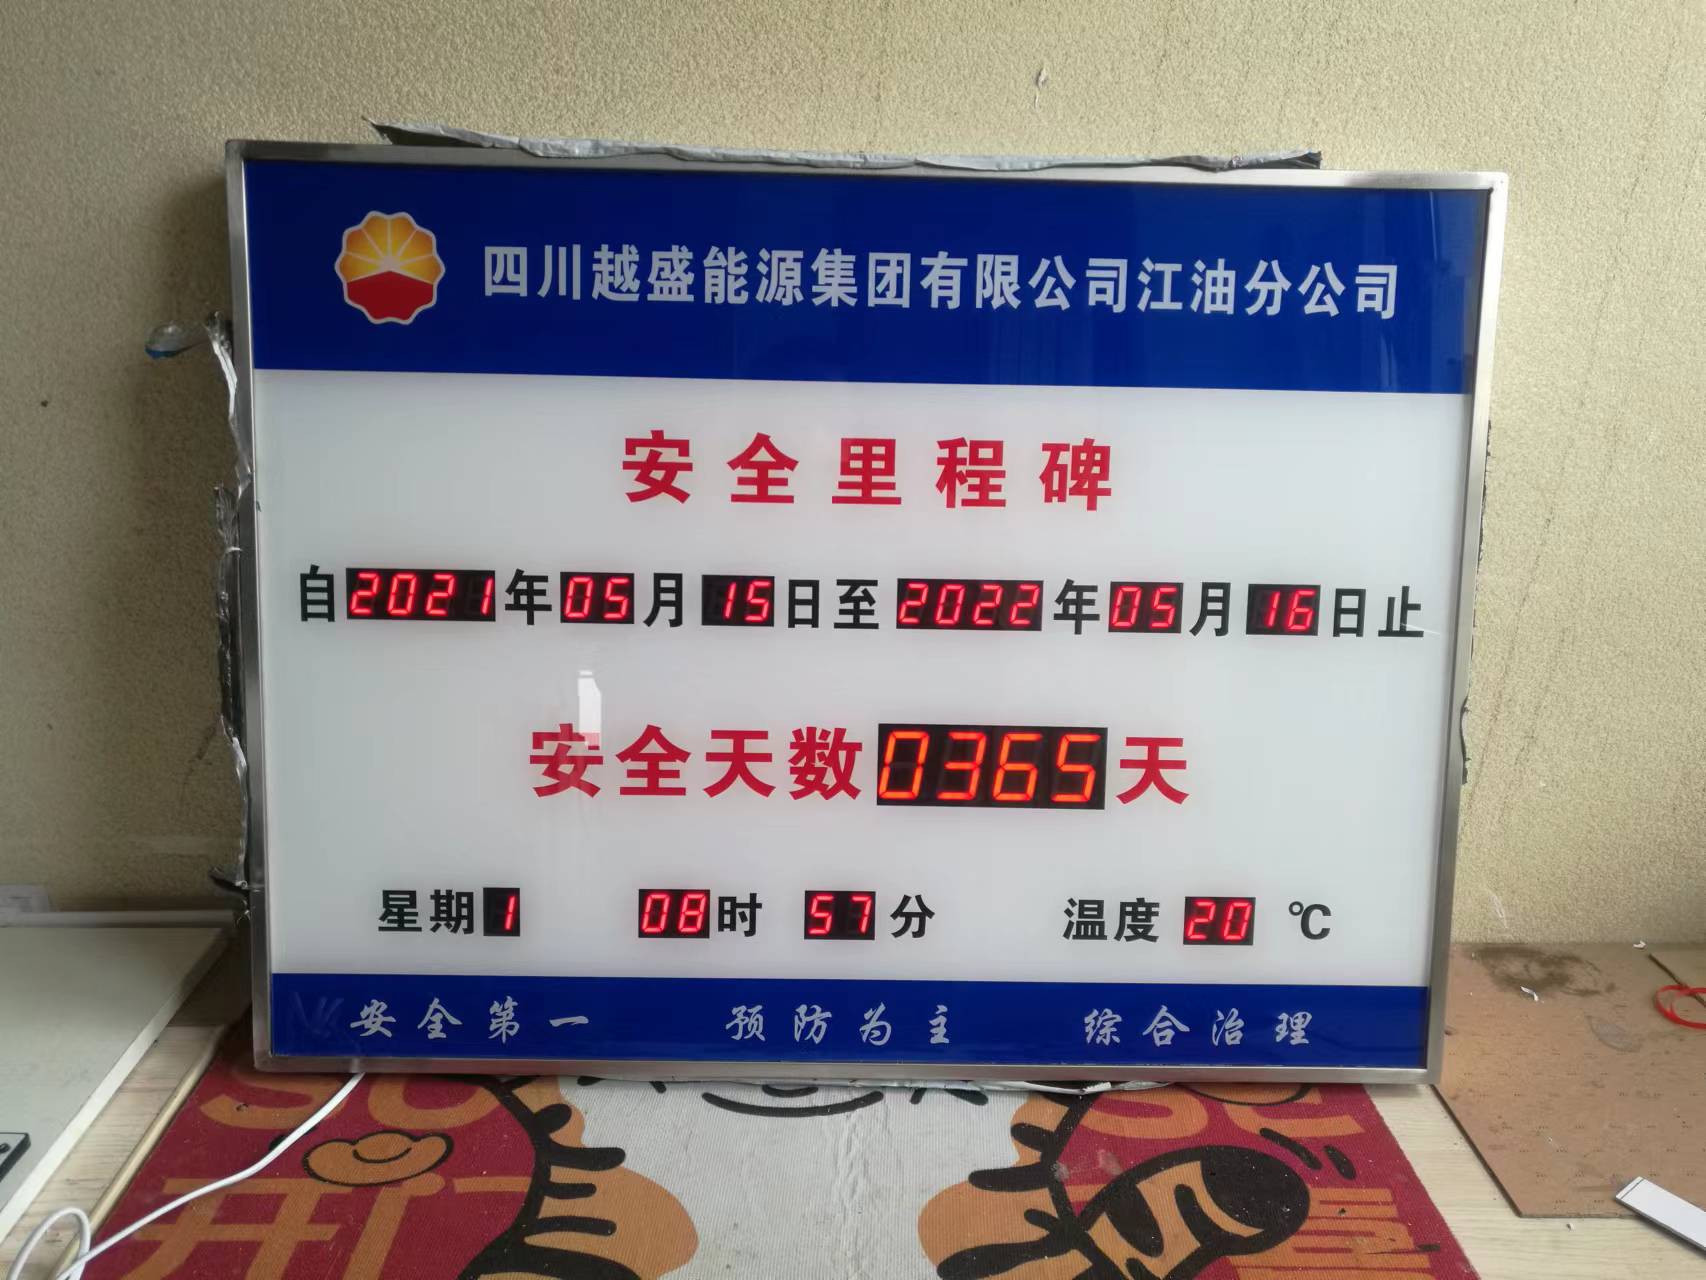 四川越盛能源集团有限公司江油分公司
安全里程碑
自2021年05月15日至2022年05月16日止
安全天数0365天
星期1 08时 57分 温度 20 ℃
安全第一 预防为主 综合治理